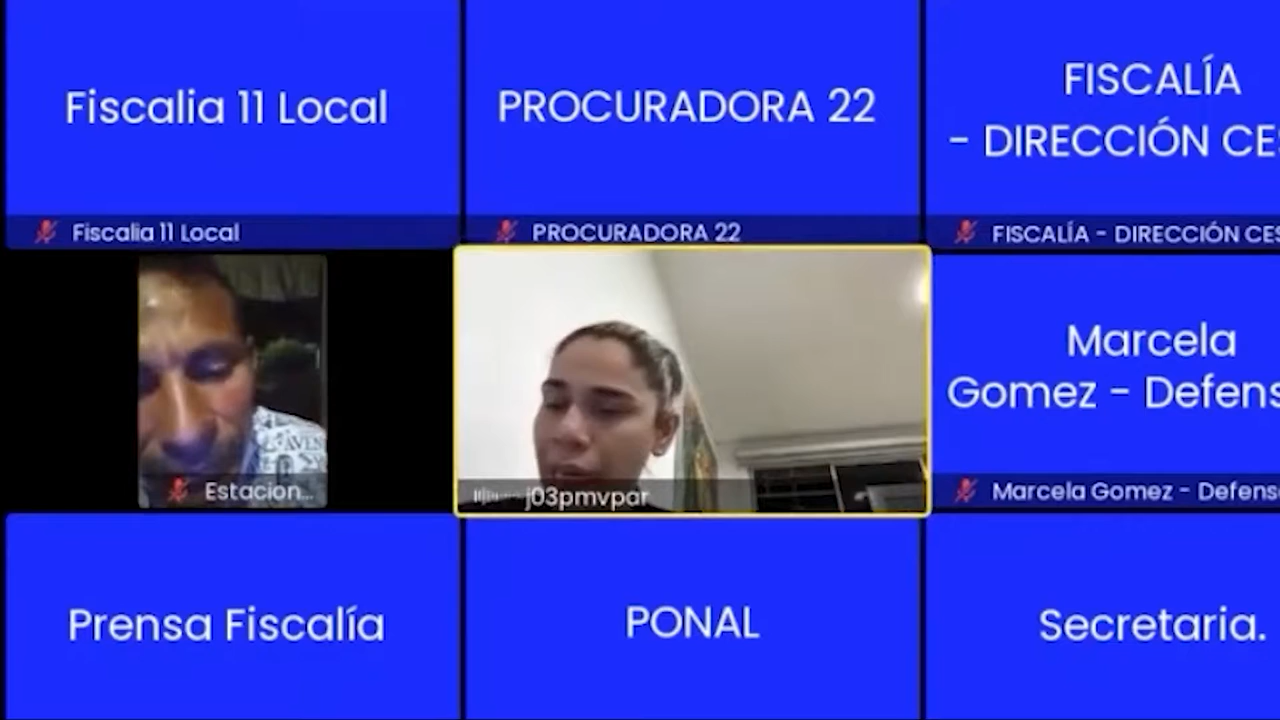 Fiscalia 11 Local
PROCURADORA 22
FISCALÍA
- DIRECCIÓN CES
Fiscalia 11 Local
PROCURADORA 22
FISCALÍA - DIRECCIÓN CES
Marcela
Gomez - Defens
Estacion...
j03pmvpar
Marcela Gomez - Defens
Prensa Fiscalía
PONAL
Secretaria.